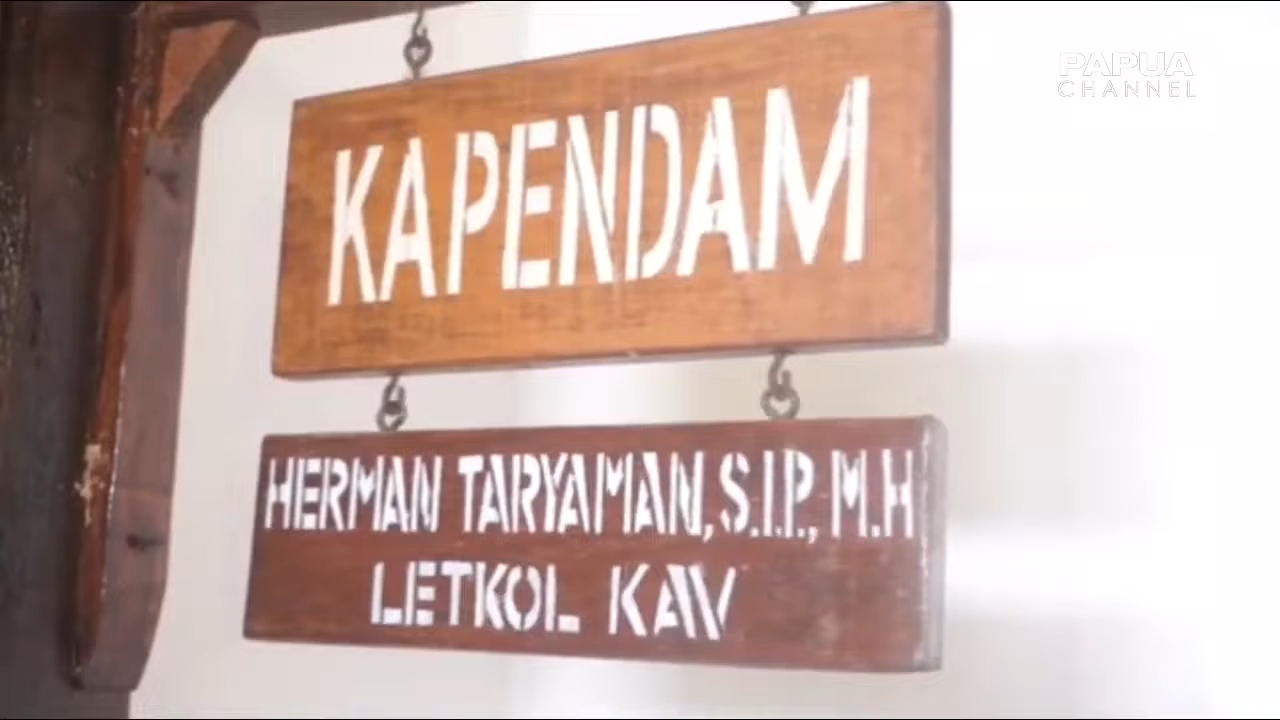 PAPUA
CHANNEL
KAPENDAM
HERMAN TARYAMAN, S.I.P., M.H
LETKOL KAV